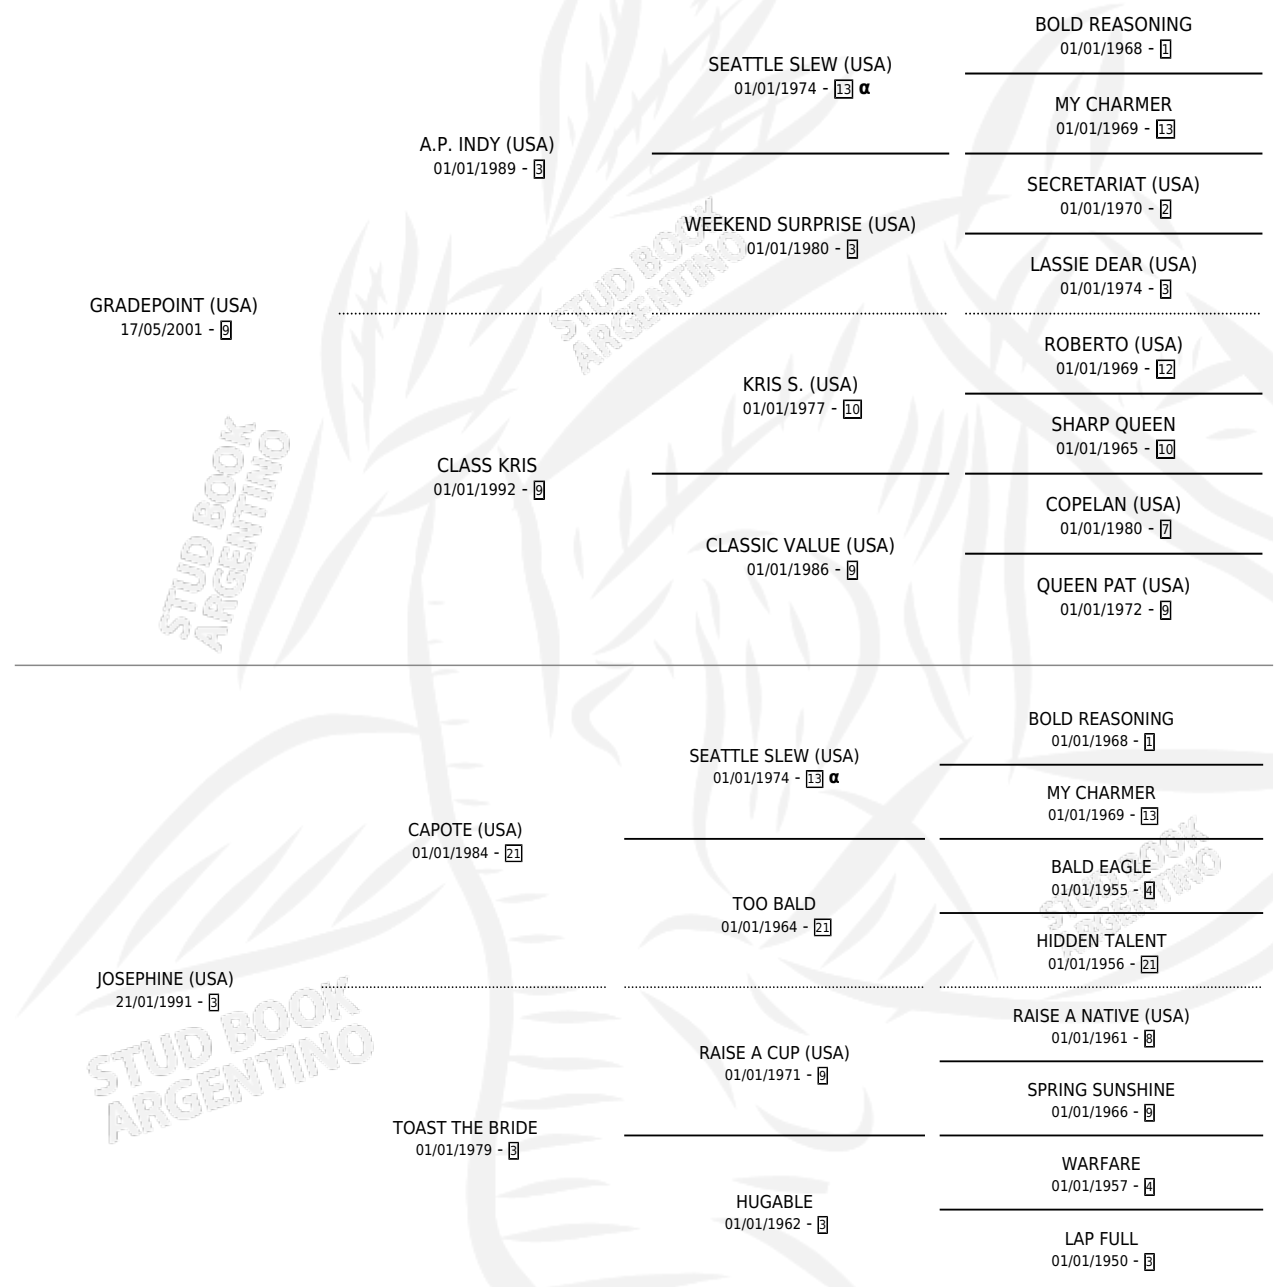 BOLD REASONING
01/01/1968 - 1
SEATTLE SLEW (USA)
01/01/1974 - 13 α
MY CHARMER
01/01/1969 - 13
A.P. INDY (USA)
01/01/1989 - 3
SECRETARIAT (USA)
01/01/1970 - 2
WEEKEND SURPRISE (USA)
01/01/1980 - 3
LASSIE DEAR (USA)
01/01/1974 - 3
GRADEPOINT (USA)
17/05/2001 - 9
ROBERTO (USA)
01/01/1969 - 12
KRIS S. (USA)
01/01/1977 - 10
SHARP QUEEN
01/01/1965 - 10
CLASS KRIS
01/01/1992 - 9
COPELAN (USA)
01/01/1980 - 7
CLASSIC VALUE (USA)
01/01/1986 - 9
QUEEN PAT (USA)
01/01/1972 - 9
BOLD REASONING
01/01/1968 - 1
SEATTLE SLEW (USA)
01/01/1974 - 13 α
MY CHARMER
01/01/1969 - 13
CAPOTE (USA)
01/01/1984 - 21
BALD EAGLE
01/01/1955 - 4
TOO BALD
01/01/1964 - 21
HIDDEN TALENT
01/01/1956 - 21
JOSEPHINE (USA)
21/01/1991 - 3
RAISE A NATIVE (USA)
01/01/1961 - 8
RAISE A CUP (USA)
01/01/1971 - 9
SPRING SUNSHINE
01/01/1966 - 9
TOAST THE BRIDE
01/01/1979 - 3
WARFARE
01/01/1957 - 4
HUGABLE
01/01/1962 - 3
LAP FULL
01/01/1950 - 3
STUD BOOK
ARGENTINO
STUD BOOK
ARGENTINO
STUD BOOK
ARGENTINO
STUD BOOK
ARGENTINO